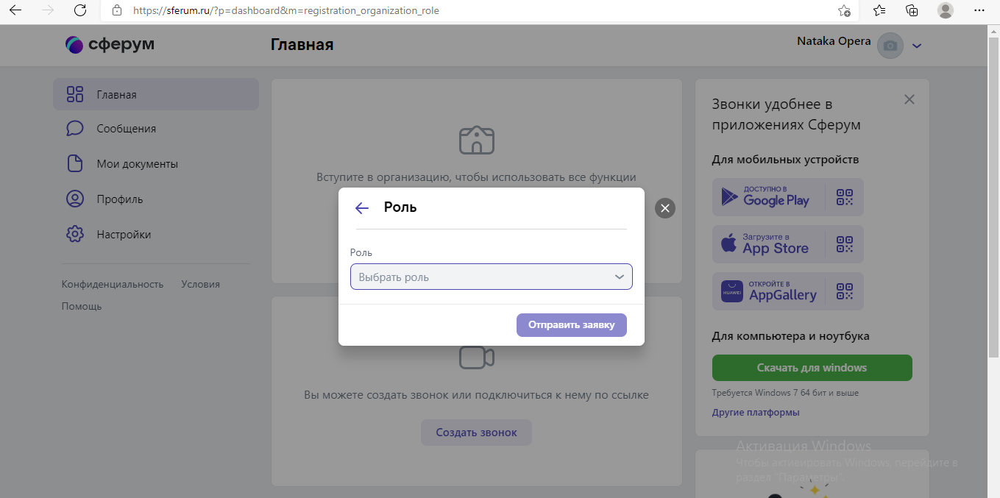 https://sferum.ru/?p=dashboard&m=registration_organization_role
сферум
Главная
Nataka Opera
Главная
Сообщения
Мои документы
Профиль
Настройки
Конфиденциальность Условия
Помощь
Вступите в организацию, чтобы использовать все функции
Роль
Роль
Выбрать роль
Отправить заявку
Вы можете создать звонок или подключиться к нему по ссылке
Создать звонок
Звонки удобнее в
приложениях Сферум
Для мобильных устройств
ДОСТУПНО В
Google Play
Загрузите в
App Store
HUAWEI
ОТКРОЙТЕ В
AppGallery
Для компьютера и ноутбука
Скачать для windows
Требуется Windows 7 64 бит и выше
Другие платформы
Активация Windows
Чтобы активировать Windows, перейдите в
раздел "Параметры"